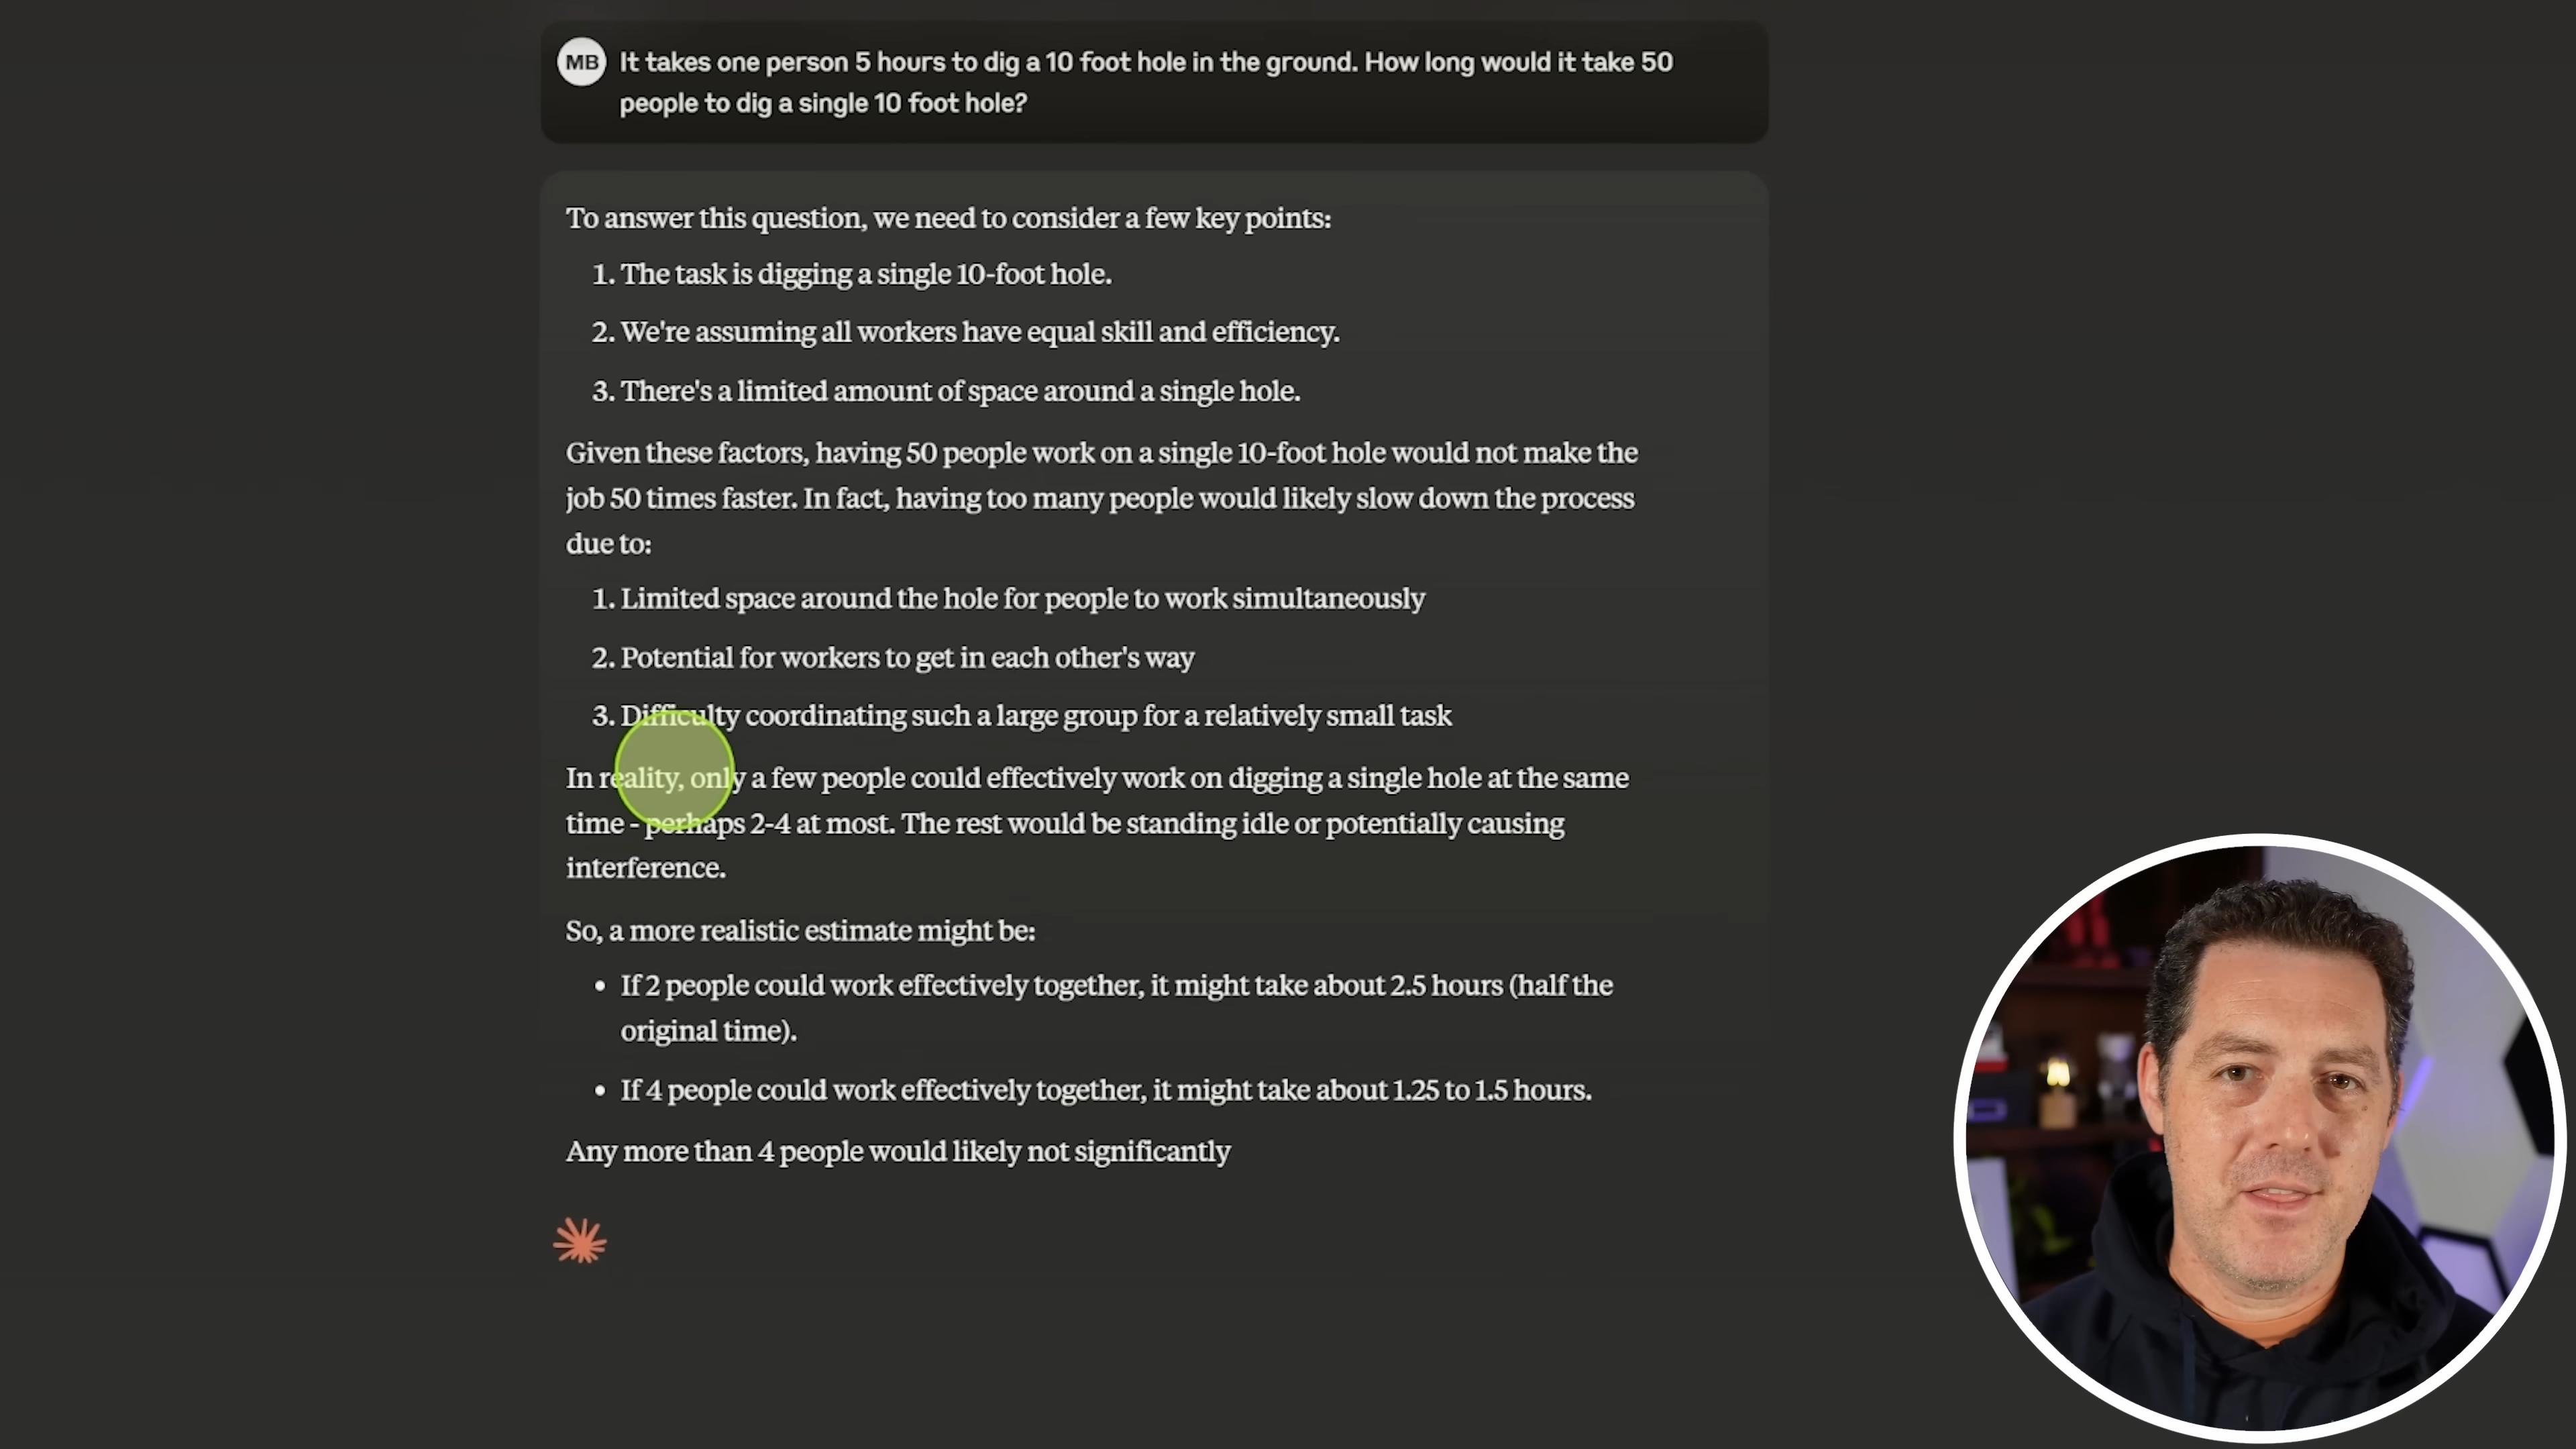 MB
It takes one person 5 hours to dig a 10 foot hole in the ground. How long would it take 50
people to dig a single 10 foot hole?
To answer this question, we need to consider a few key points:
1. The task is digging a single 10-foot hole.
2. We're assuming all workers have equal skill and efficiency.
3. There's a limited amount of space around a single hole.
Given these factors, having 50 people work on a single 10-foot hole would not make the
job 50 times faster. In fact, having too many people would likely slow down the process
due to:
1. Limited space around the hole for people to work simultaneously
2. Potential for workers to get in each other's way
3. Difficulty coordinating such a large group for a relatively small task
In reality, only a few people could effectively work on digging a single hole at the same
time - perhaps 2-4 at most. The rest would be standing idle or potentially causing
interference.
So, a more realistic estimate might be:
• If 2 people could work effectively together, it might take about 2.5 hours (half the
original time).
• If 4 people could work effectively together, it might take about 1.25 to 1.5 hours.
Any more than 4 people would likely not significantly